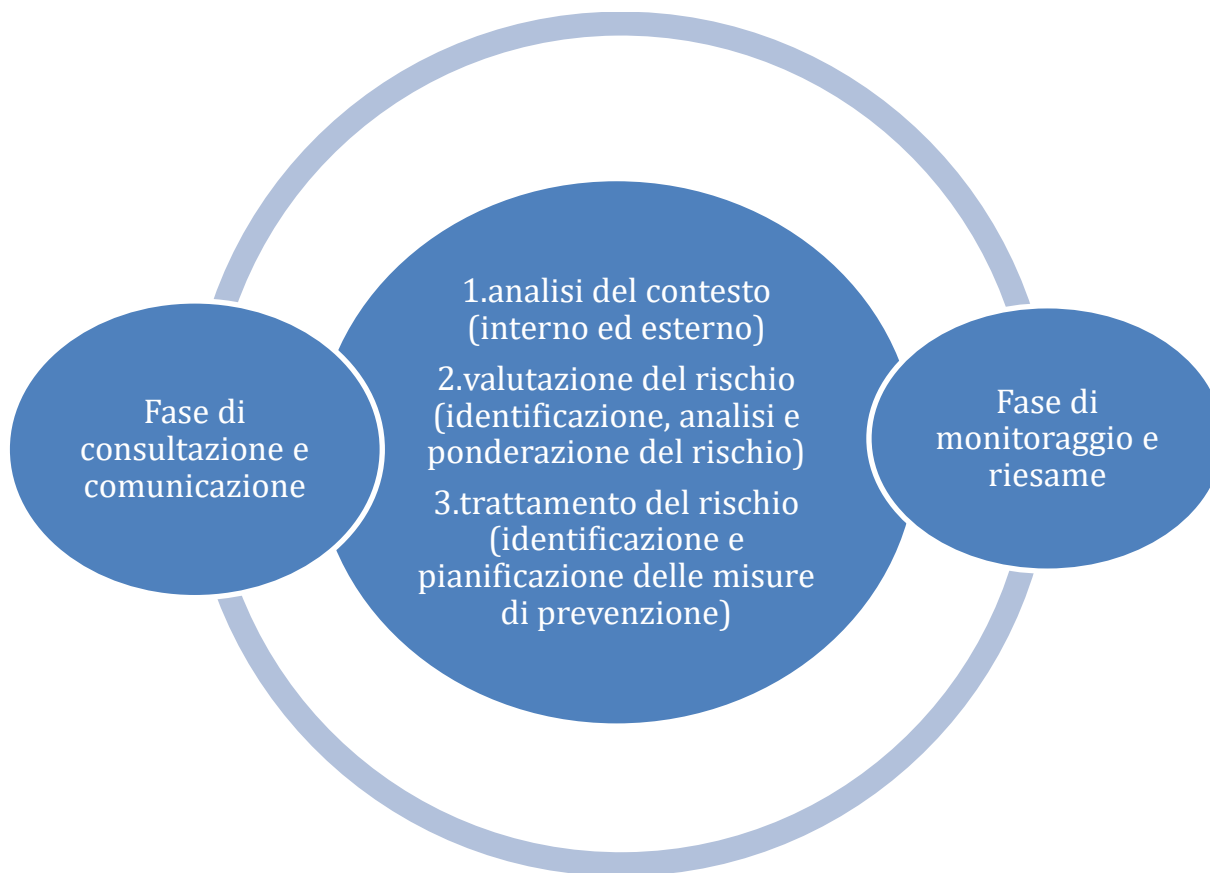 Fase di
consultazione e
comunicazione
1.analisi del contesto
(interno ed esterno)
2.valutazione del rischio
(identificazione, analisi e
ponderazione del rischio)
3.trattamento del rischio
(identificazione e
pianificazione delle misure
di prevenzione)
Fase di
monitoraggio e
riesame